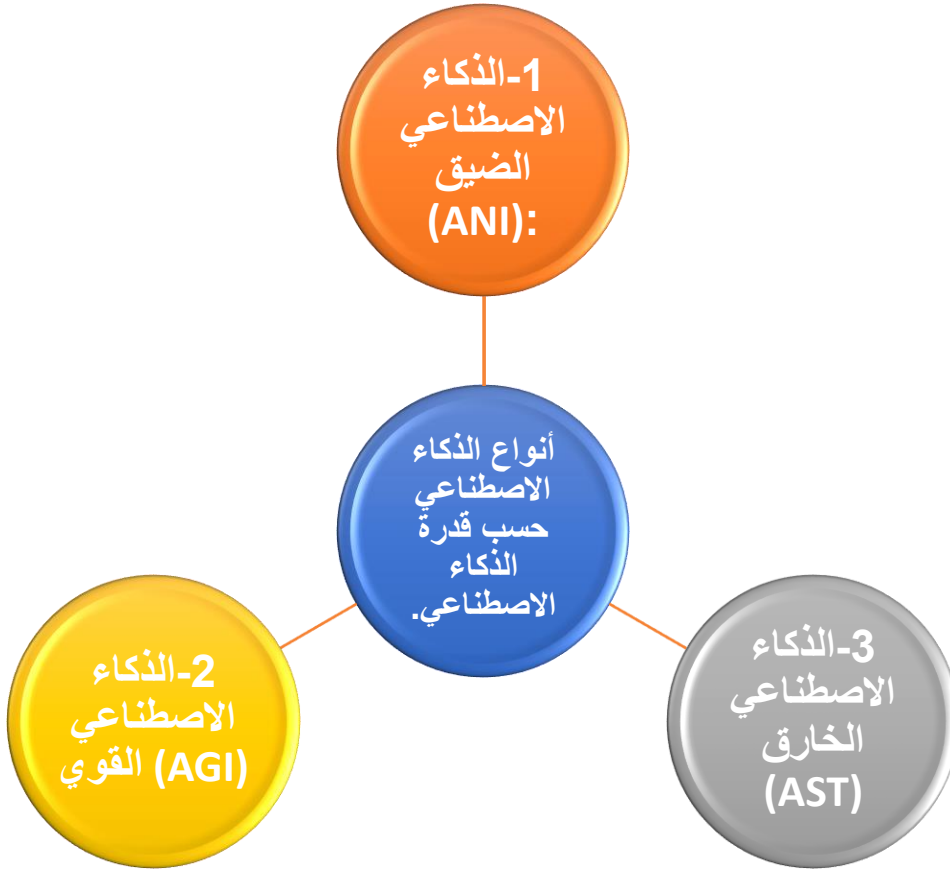 1-الذكاء
الاصطناعي
الضيق
(ANI):
أنواع الذكاء
الاصطناعي
حسب قدرة
الذكاء
الاصطناعي.
2-الذكاء
الاصطناعي
القوي (AGI)
3-الذكاء
الاصطناعي
الخارق
(AST)